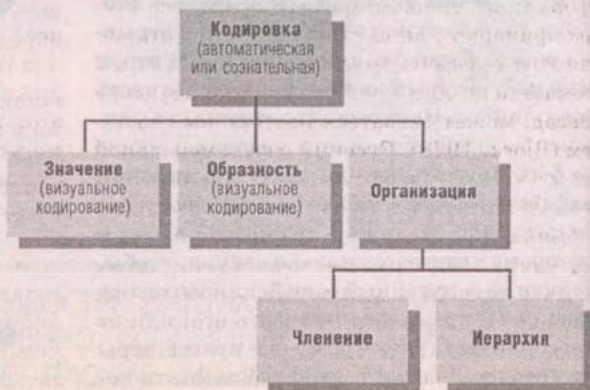 Кодировка
(автоматическая
или сознательная)
Значение
(визуальное
кодирование)
Образность
(визуальное
кодирование)
Организация
Членение
Иерархия